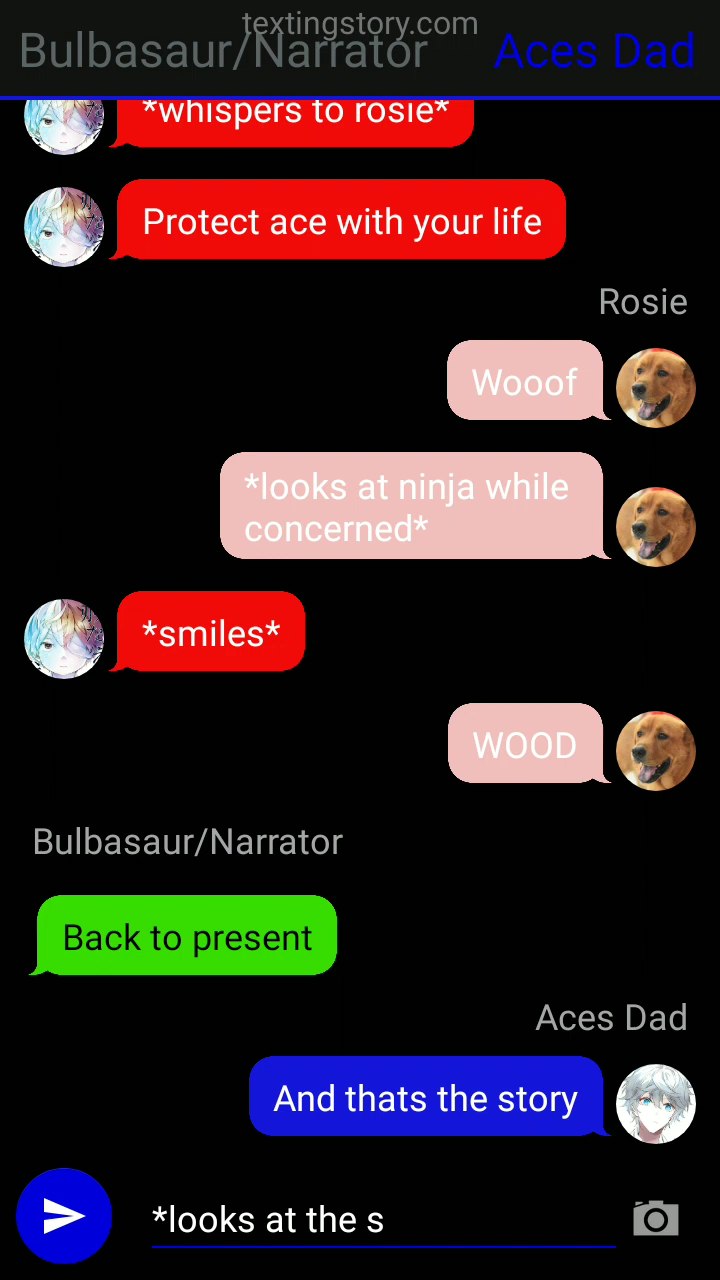 textingstory.com
Bulbasaur/Narrator Aces Dad
*whispers to rosie*
Protect ace with your life
Rosie
Wooof
*looks at ninja while
concerned*
*smiles*
WOOD
Bulbasaur/Narrator
Back to present
Aces Dad
And thats the story
*looks at the s